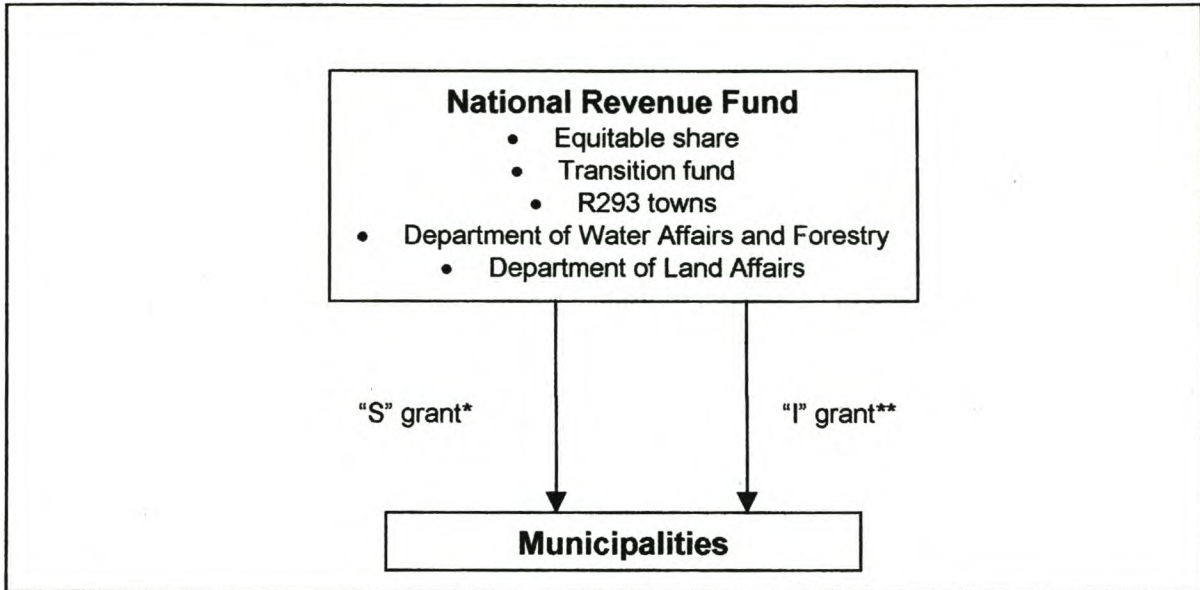 National Revenue Fund
• Equitable share
• Transition fund
• R293 towns
• Department of Water Affairs and Forestry
• Department of Land Affairs
“S” grant*
“I” grant**
Municipalities